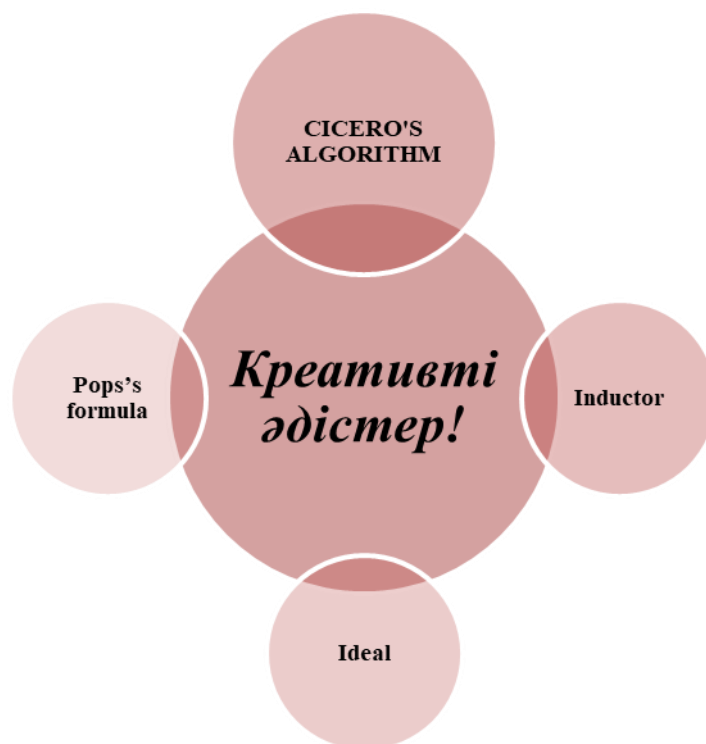 CICERO'S
ALGORITHM
Pops’s
formula
Креативті
әдістер!
Inductor
Ideal